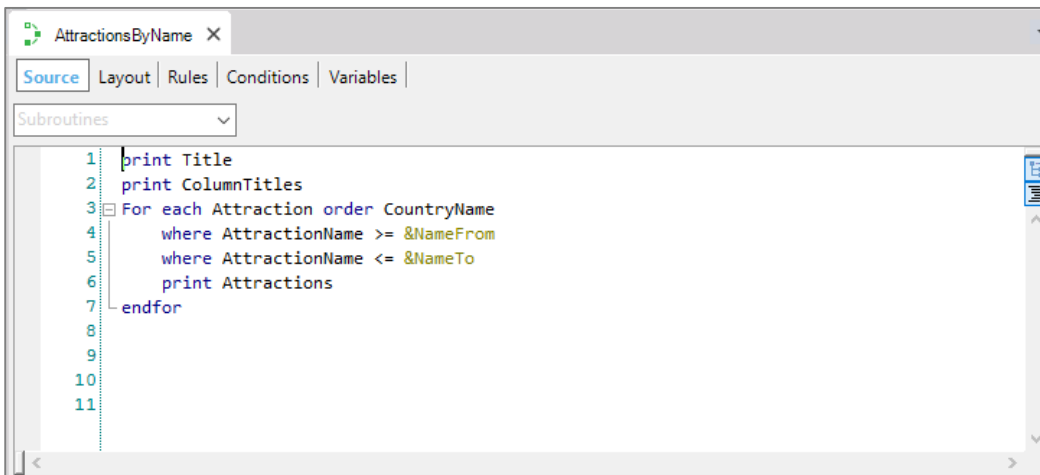 AttractionsByName
Source Layout Rules Conditions Variables
Subroutines
1 print Title
2 print ColumnTitles
3 For each Attraction order CountryName
4 where AttractionName >= &NameFrom
5 where AttractionName <= &NameTo
6 print Attractions
7 endfor
8
9
10
11